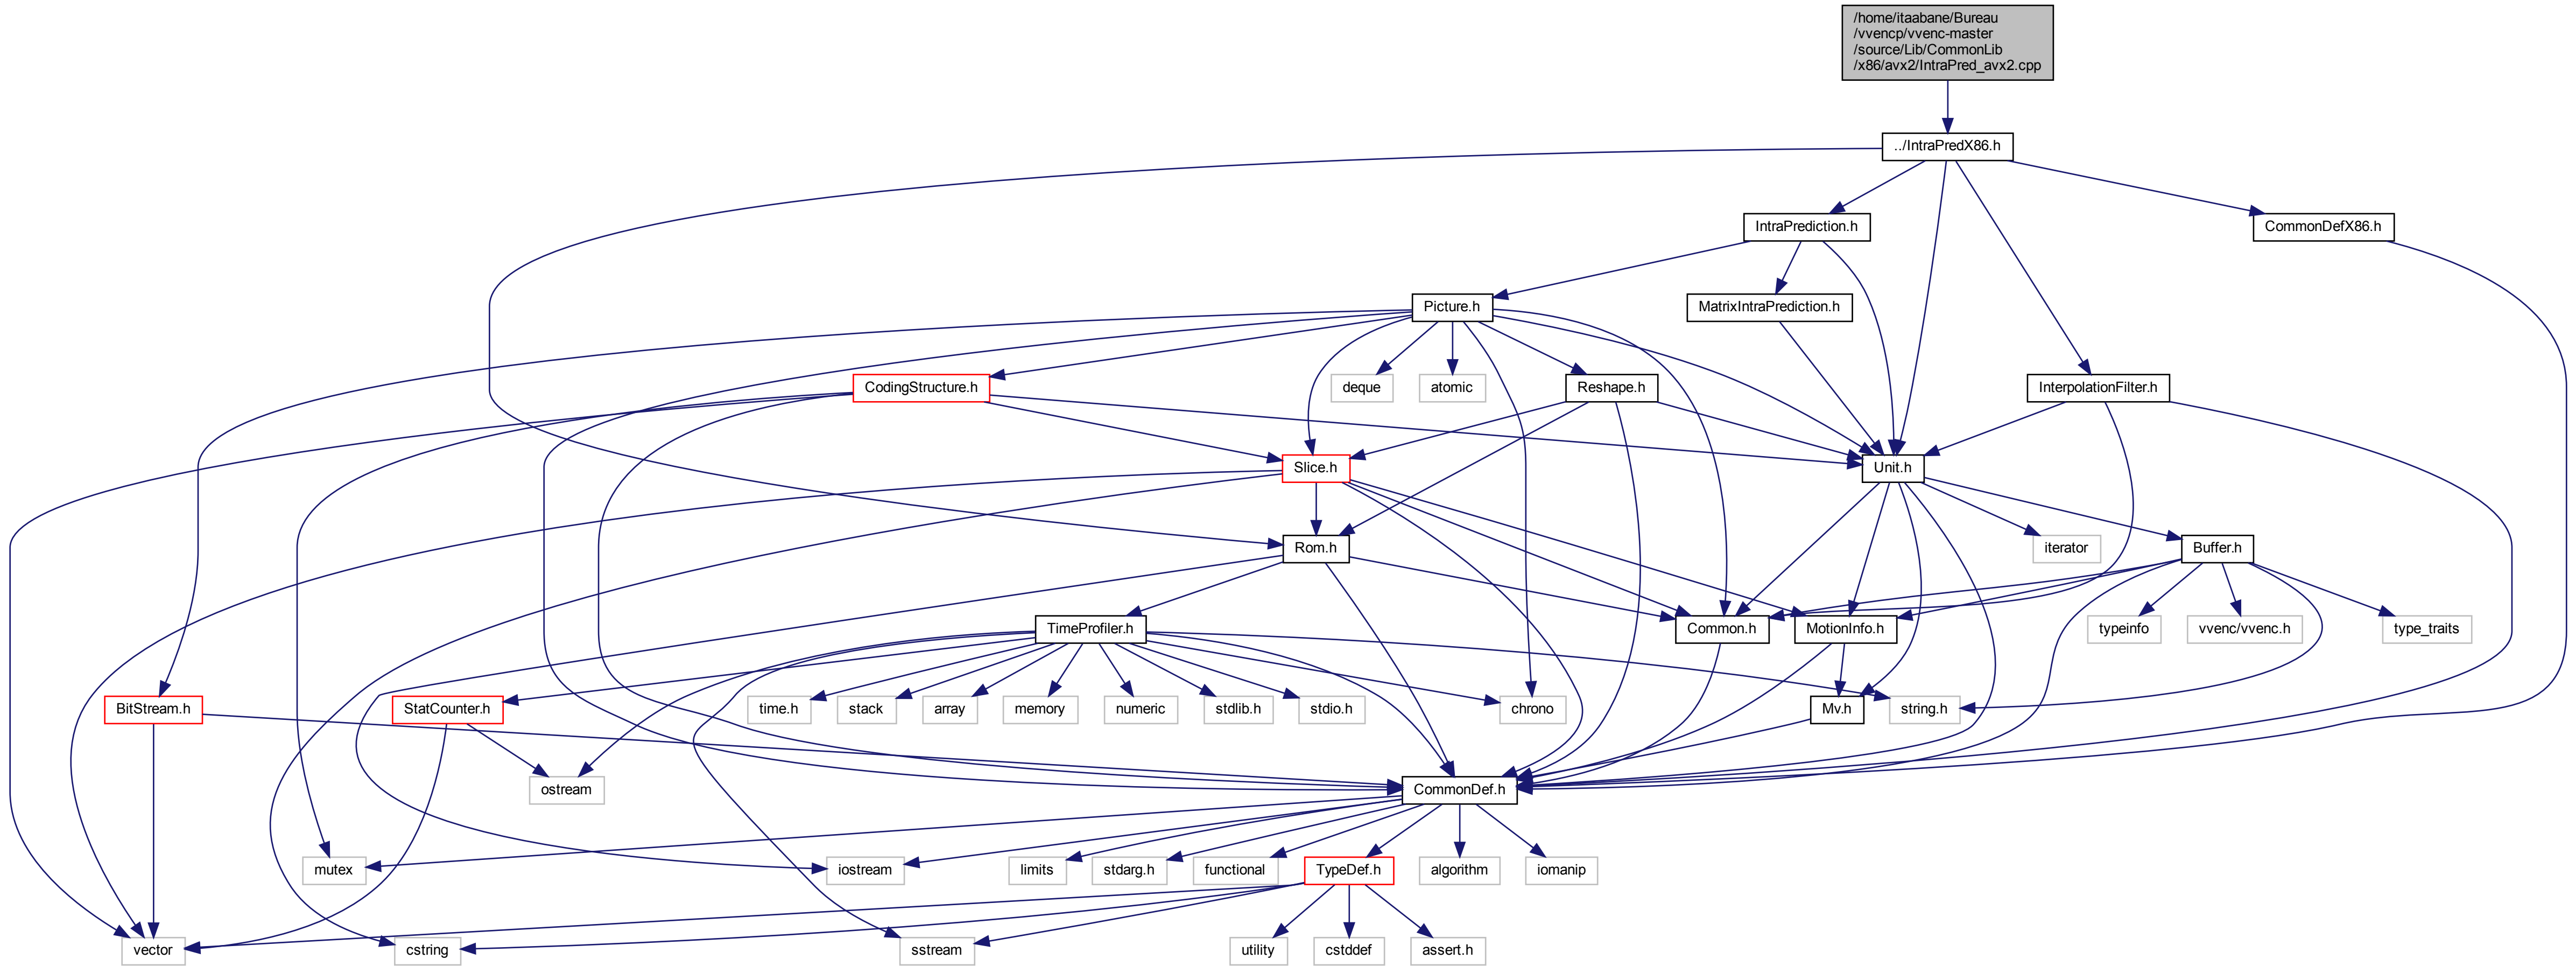 /home/itaabane/Bureau
/vvencp/vvenc-master
/source/Lib/CommonLib
/x86/avx2/IntraPred_avx2.cpp
../IntraPredX86.h
IntraPrediction.h
CommonDefX86.h
Picture.h
MatrixIntraPrediction.h
CodingStructure.h
deque
atomic
Reshape.h
InterpolationFilter.h
Slice.h
Unit.h
Rom.h
iterator
Buffer.h
TimeProfiler.h
Common.h
MotionInfo.h
typeinfo
vvenc/vvenc.h
type_traits
BitStream.h
StatCounter.h
time.h
stack
array
memory
numeric
stdlib.h
stdio.h
chrono
Mv.h
string.h
ostream
CommonDef.h
mutex
iostream
limits
stdarg.h
functional
TypeDef.h
algorithm
iomanip
vector
cstring
sstream
utility
cstddef
assert.h